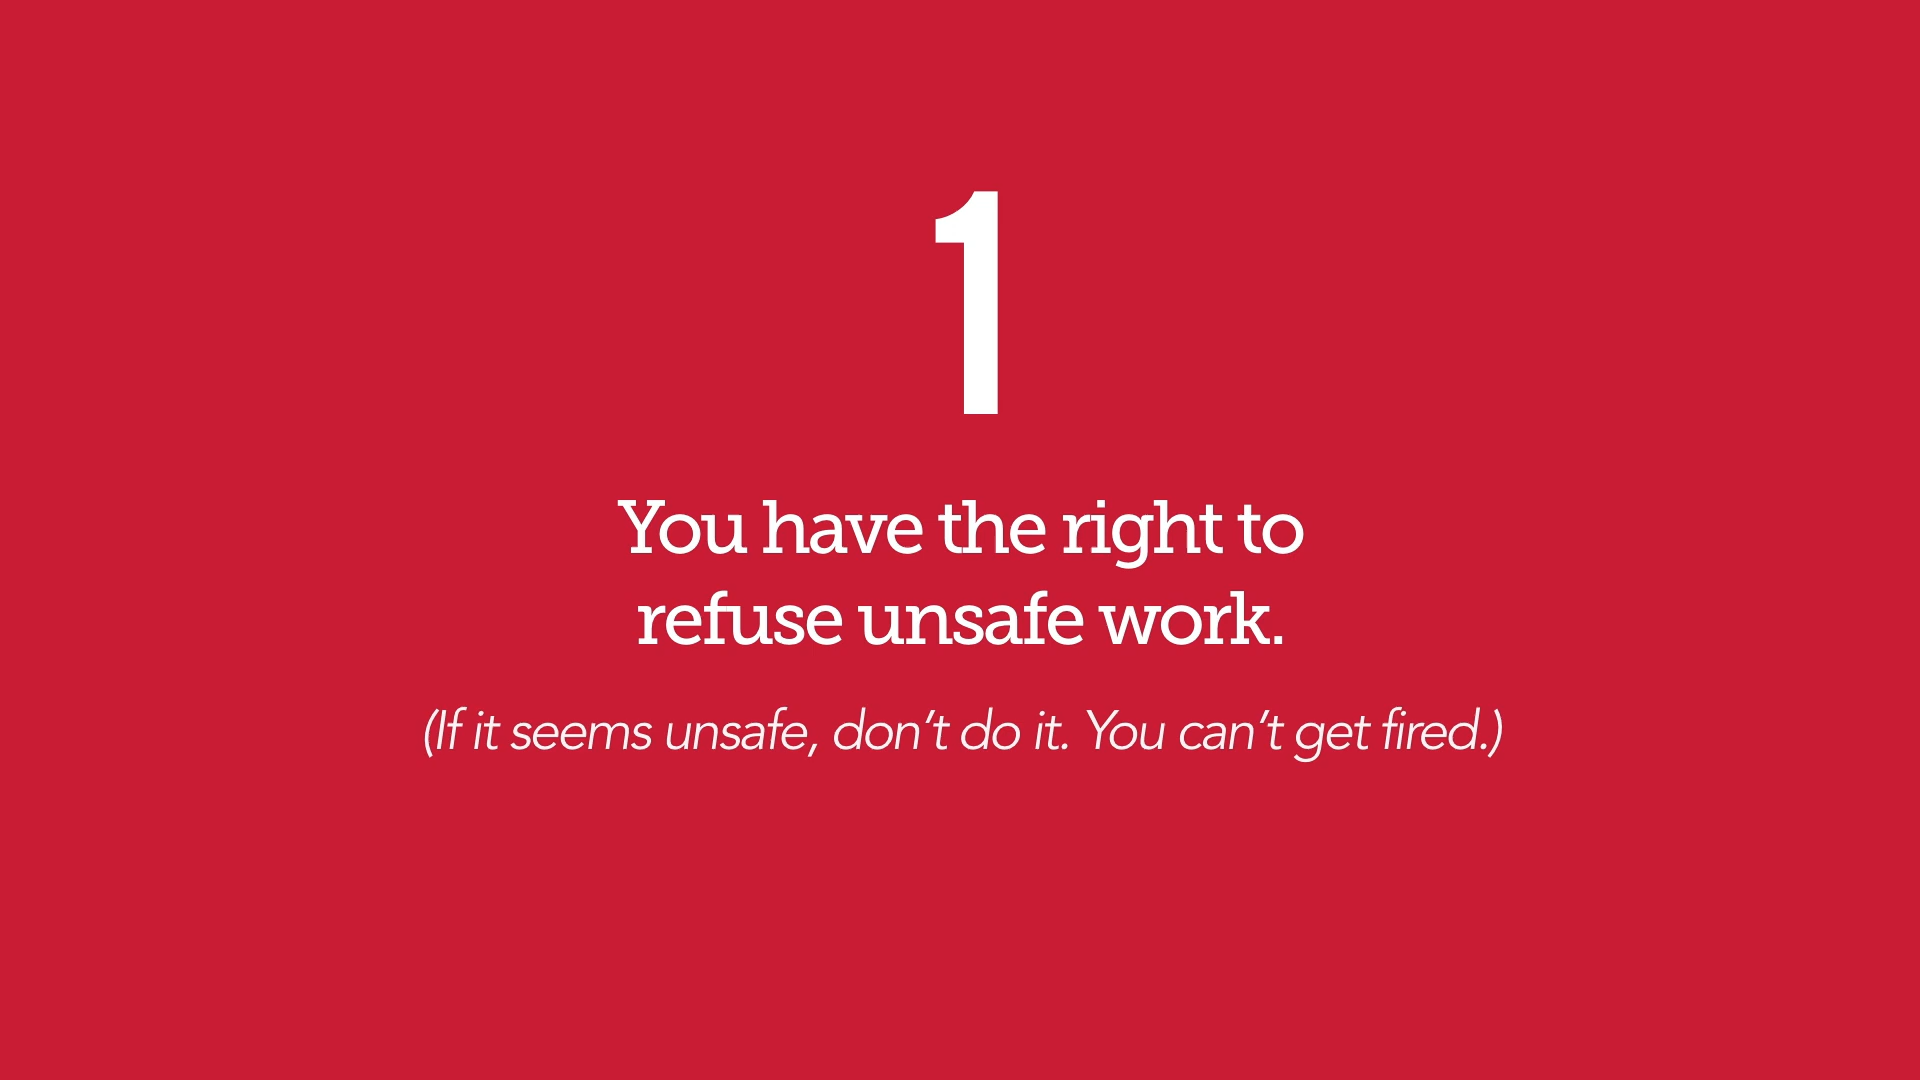 1
You have the right to
refuse unsafe work.
(If it seems unsafe, don’t do it. You can’t get fired.)